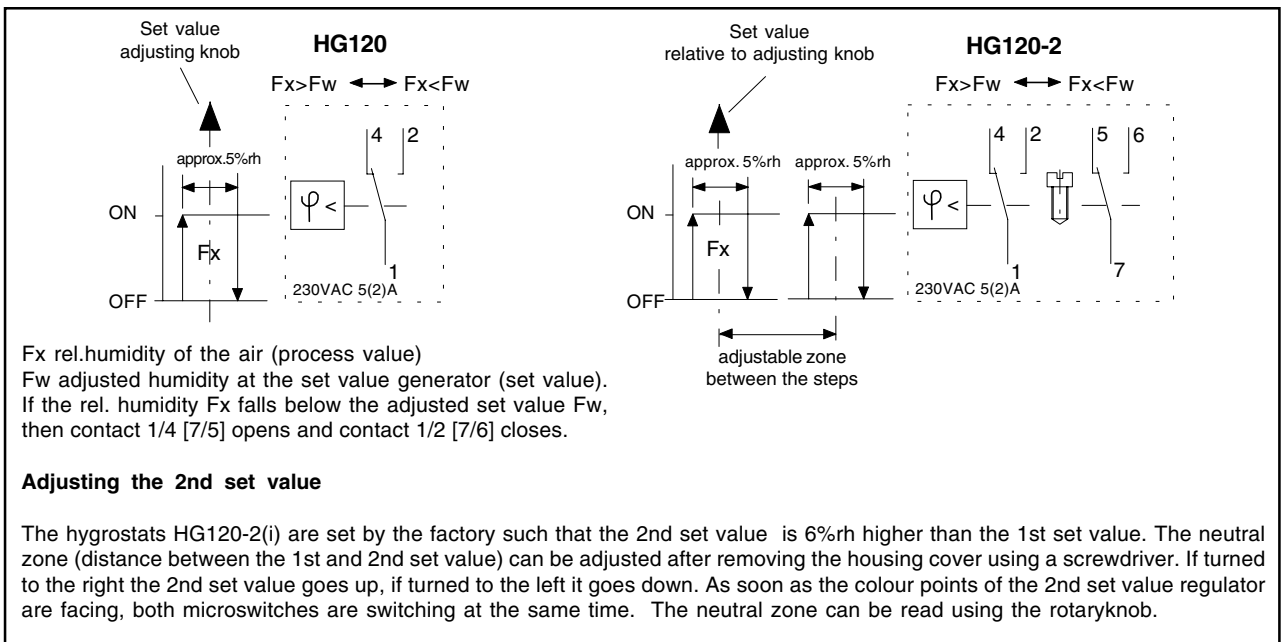 Set value
adjusting knob
HG120
Fx>Fw Fx<Fw
4 2
approx.5%rh
φ <
ON
Fx
1
230VAC 5(2)A
OFF
Set value
relative to adjusting knob
HG120-2
Fx>Fw Fx<Fw
4 2 5 6
approx. 5%rh approx. 5%rh
φ <
ON
Fx
1 7
230VAC 5(2)A
OFF
adjustable zone
between the steps
Fx rel.humidity of the air (process value)
Fw adjusted humidity at the set value generator (set value).
If the rel. humidity Fx falls below the adjusted set value Fw,
then contact 1/4 [7/5] opens and contact 1/2 [7/6] closes.
Adjusting the 2nd set value
The hygrostats HG120-2(i) are set by the factory such that the 2nd set value is 6%rh higher than the 1st set value. The neutral
zone (distance between the 1st and 2nd set value) can be adjusted after removing the housing cover using a screwdriver. If turned
to the right the 2nd set value goes up, if turned to the left it goes down. As soon as the colour points of the 2nd set value regulator
are facing, both microswitches are switching at the same time. The neutral zone can be read using the rotaryknob.